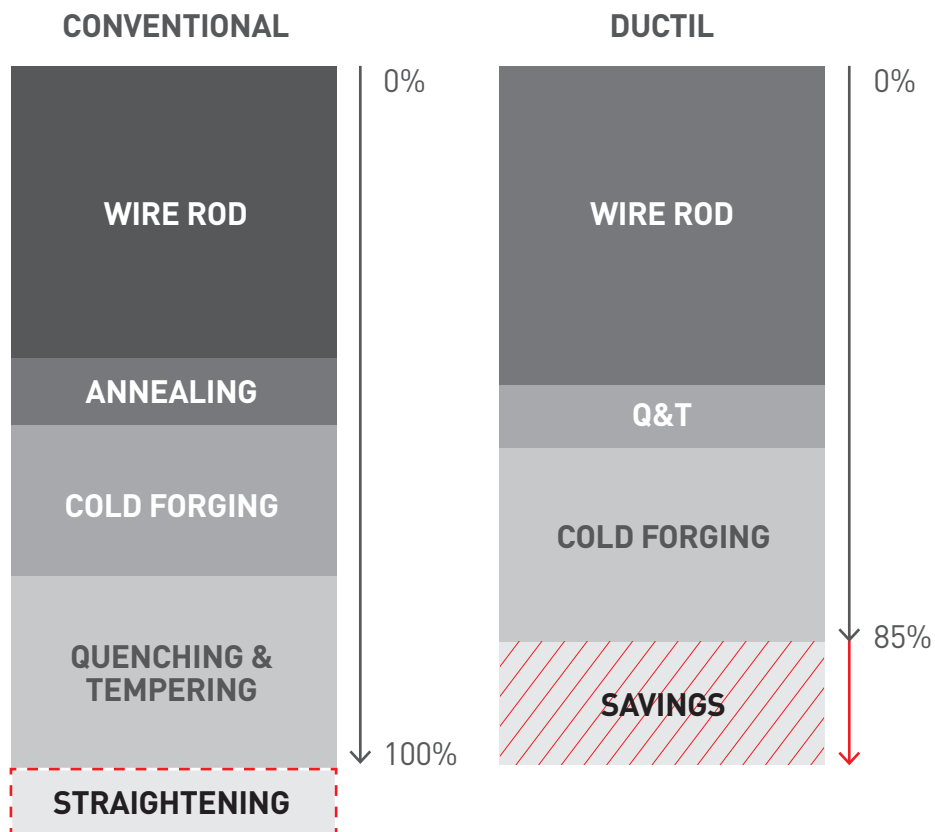 CONVENTIONAL
0%
WIRE ROD
ANNEALING
COLD FORGING
QUENCHING &
TEMPERING
100%
STRAIGHTENING
DUCTIL
0%
WIRE ROD
Q&T
COLD FORGING
85%
SAVINGS